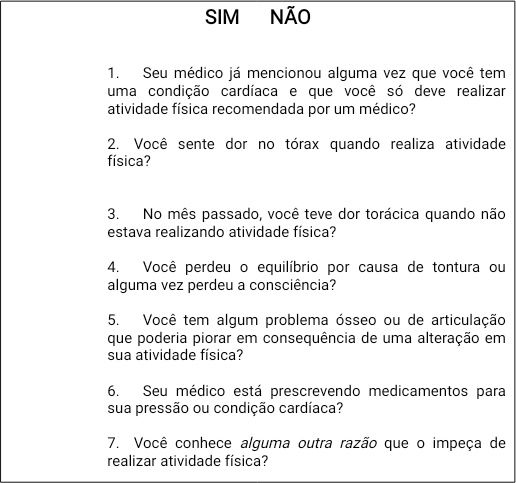 SIM NÃO
1. Seu médico já mencionou alguma vez que você tem
uma condição cardíaca e que você só deve realizar
atividade física recomendada por um médico?
2. Você sente dor no tórax quando realiza atividade
física?
3. No mês passado, você teve dor torácica quando não
estava realizando atividade física?
4. Você perdeu o equilíbrio por causa de tontura ou
alguma vez perdeu a consciência?
5. Você tem algum problema ósseo ou de articulação
que poderia piorar em consequência de uma alteração em
sua atividade física?
6. Seu médico está prescrevendo medicamentos para
sua pressão ou condição cardíaca?
7. Você conhece alguma outra razão que o impeça de
realizar atividade física?